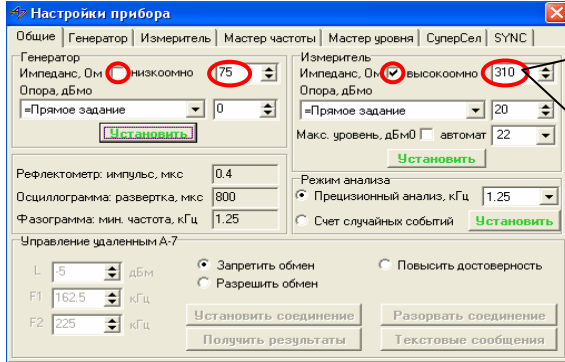 Настройки прибора
Общие Генератор Измеритель Мастер частоты Мастер уровня СуперСел SYNC
Генератор
Импеданс, Ом низкоомно 75
Опора, дБмо
=Прямое задание 0
Установить
Измеритель
Импеданс, Ом высокоомно 310
Опора, дБмо
=Прямое задание 20
Макс. уровень, дБм0 автомат 22
Установить
Рефлектометр: импульс, мкс 0.4
Осциллограмма: развертка, мкс 800
Фазограмма: мин. частота, кГц 1.25
Режим анализа
Прецизионный анализ, кГц 1.25
Счет случайных событий Установить
Управление удаленным А-7
L -5 дБм
F1 162.5 кГц
F2 225 кГц
Запретить обмен
Разрешить обмен
Повысить достоверность
Установить соединение Разорвать соединение
Получить результаты Текстовые сообщения